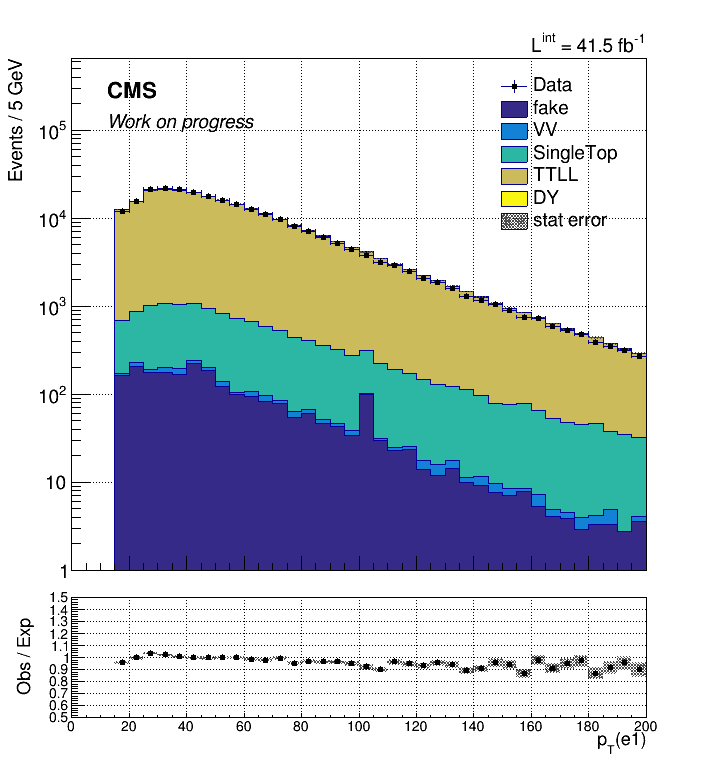 L^int = 41.5 fb^-1
Events / 5 GeV
CMS
Work on progress
Data
fake
VV
SingleTop
TTLL
DY
stat error
10^5
10^4
10^3
10^2
10
1
Obs / Exp
1.5
1.4
1.3
1.2
1.1
1
0.9
0.8
0.7
0.6
0.5
0 20 40 60 80 100 120 140 160 180 200
p_T(e1)